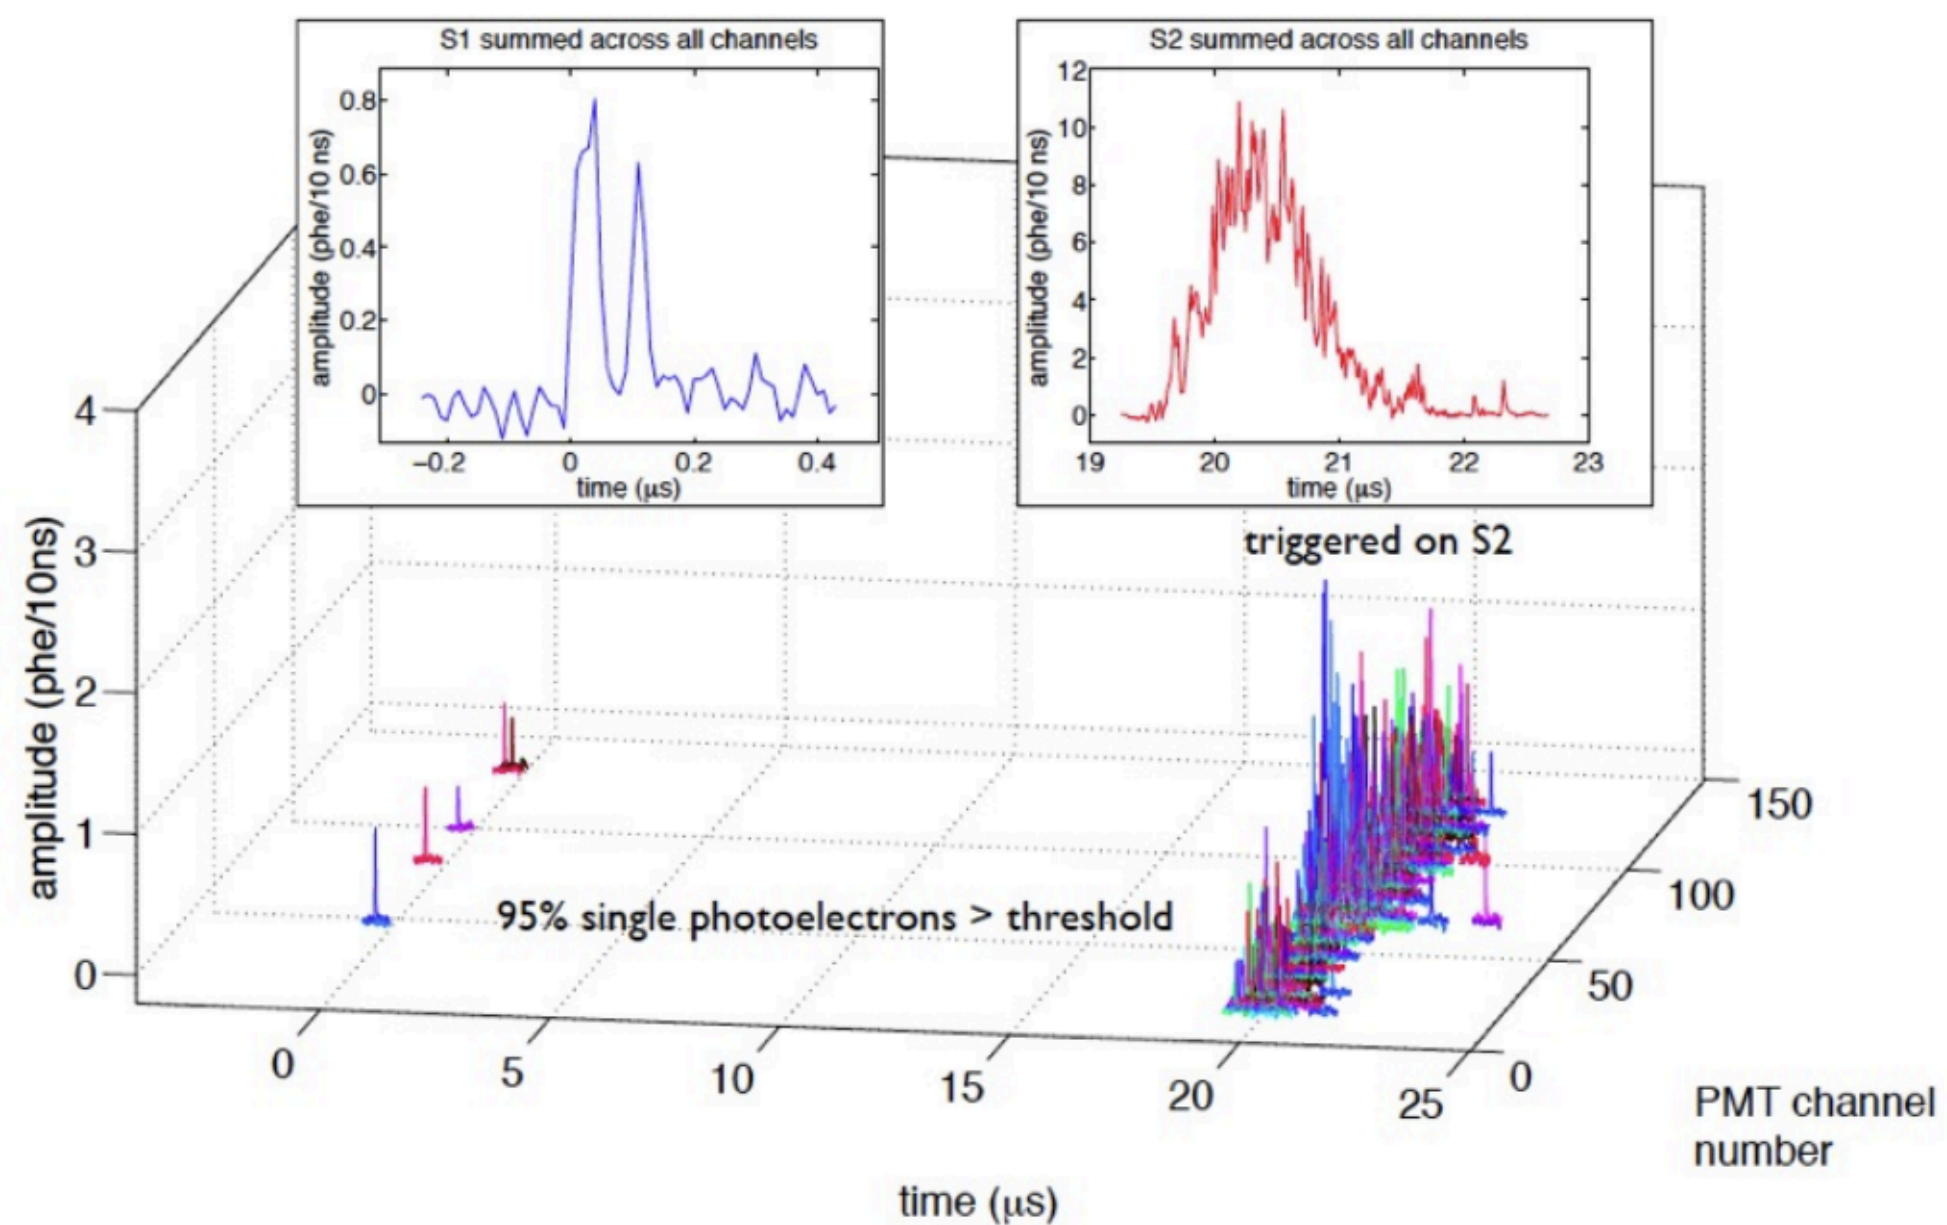 S1 summed across all channels
0.8
0.6
0.4
0.2
0
amplitude (phe/10 ns)
−0.2 0 0.2 0.4
time (μs)
S2 summed across all channels
12
10
8
6
4
2
0
amplitude (phe/10 ns)
19 20 21 22 23
time (μs)
triggered on S2
4
3
2
1
0
amplitude (phe/10ns)
95% single photoelectrons > threshold
0 5 10 15 20 25
time (μs)
150
100
50
0
PMT channel
number